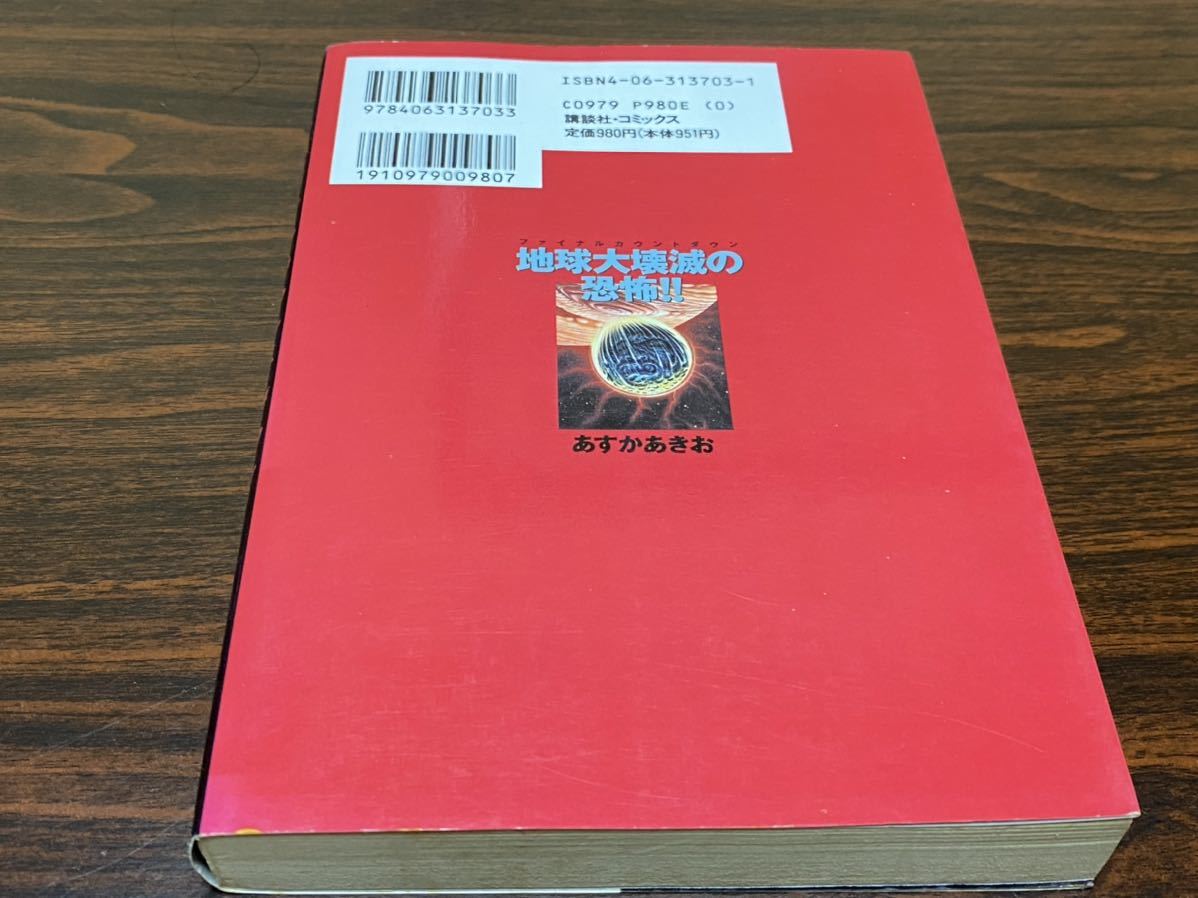 9784063137033
1910979009807
ISBN4-06-313703-1
C0979 P980E (0)
講談社・コミックス
定価980円(本体951円)
ファイナルカウントダウン
地球大壊滅の
恐怖!!
あすかあきお